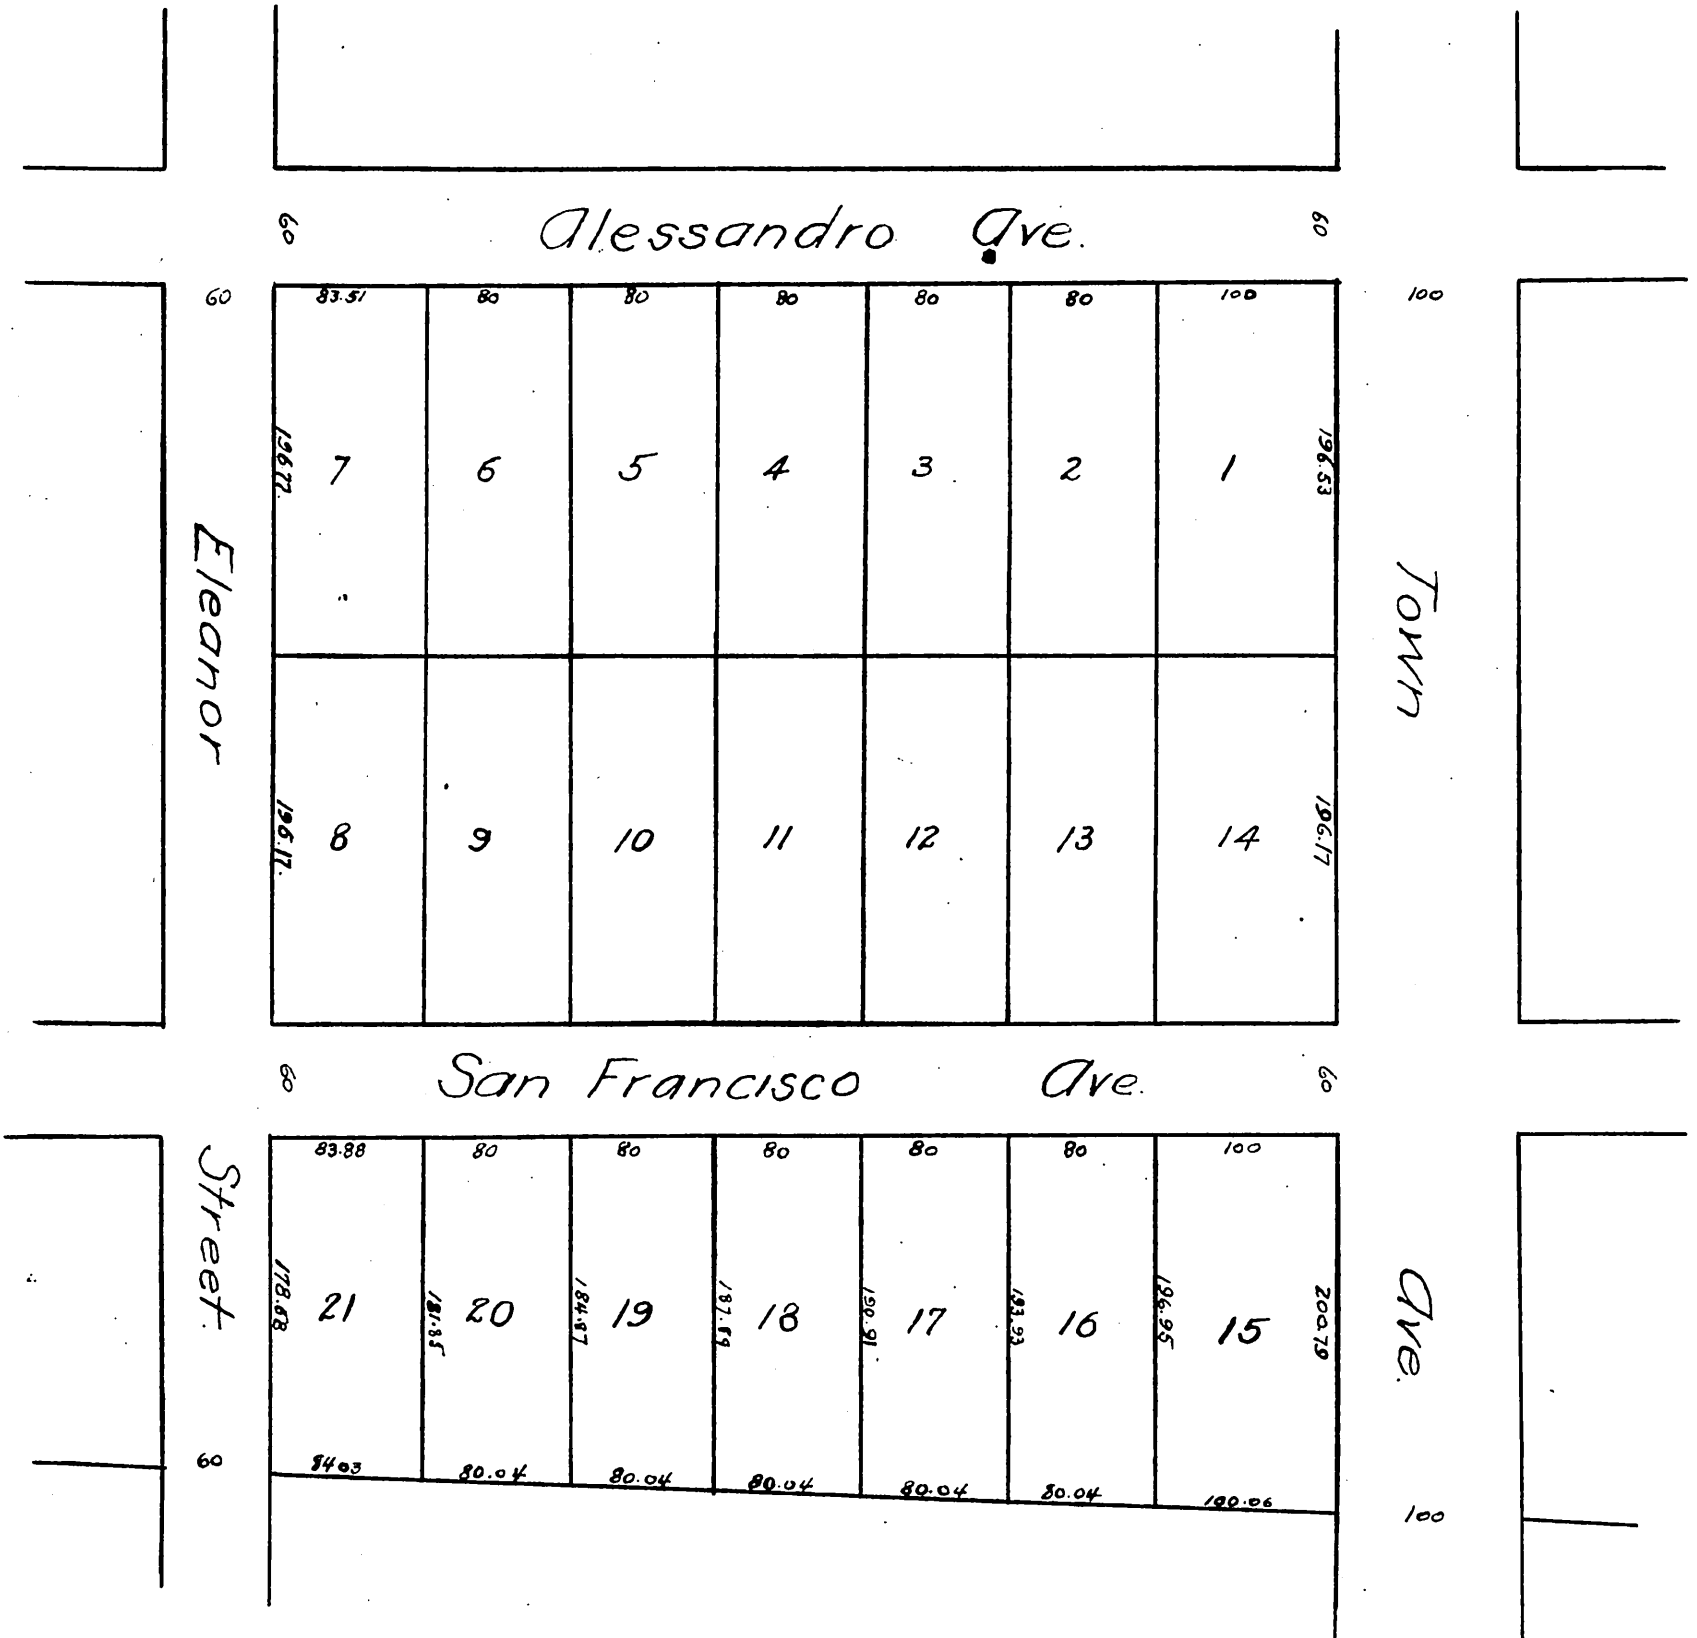 60 Alessandro Ave. 60
60 83.51 80 80 80 80 80 100 100
196.77. 7 6 5 4 3 2 1 196.53
Eleanor
Town
196.17. 8 9 10 11 12 13 14 196.17
60 San Francisco Ave. 60
83.88 80 80 80 80 80 100
Street.
Ave.
21 181.85 20 184.87 19 18 190.91 17 193.93 16 196.95 15 200.79
60 84.03 80.04 80.04 80.04 80.04 80.04 100.06 100